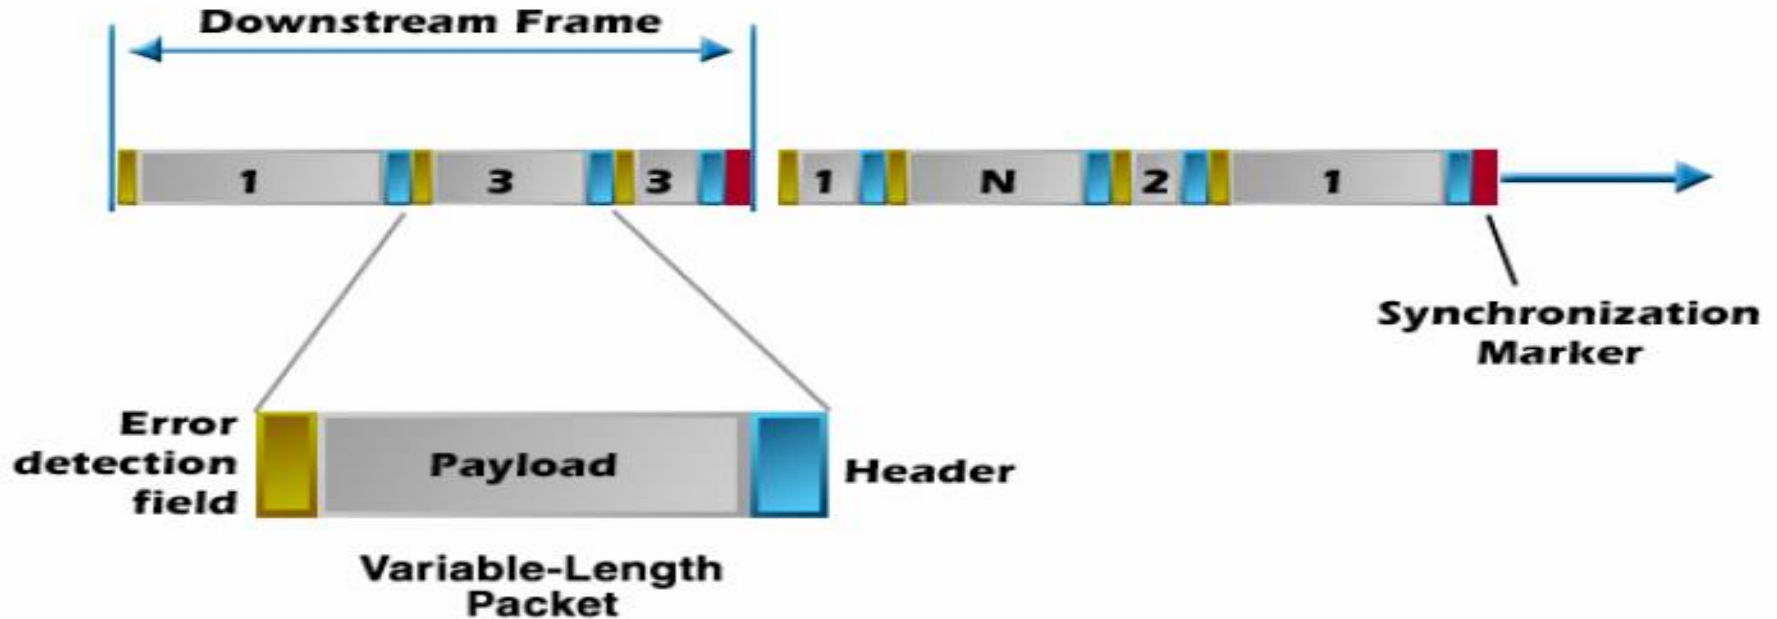 Downstream Frame
1 3 3 1 N 2 1
Synchronization
Marker
Error
detection
field
Payload
Header
Variable-Length
Packet